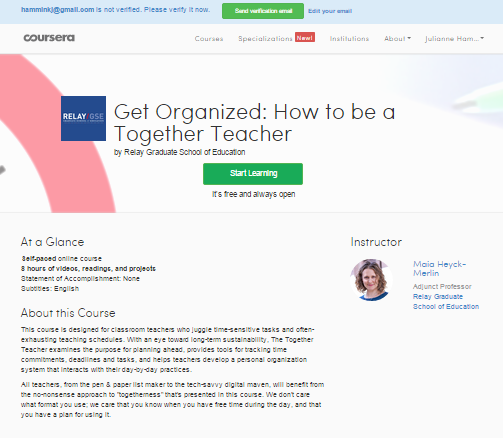 hamminkj@gmail.com is not verified. Please verify it now. Send verification email Edit your email
coursera Courses Specializations New! Institutions About Julianne Ham...
RELAY GSE
Get Organized: How to be a
Together Teacher
by Relay Graduate School of Education
Start Learning
It's free and always open
At a Glance
Self-paced online course
8 hours of videos, readings, and projects
Statement of Accomplishment: None
Subtitles: English
Instructor
Maia Heyck-
Merlin
Adjunct Professor
Relay Graduate
School of Education
About this Course
This course is designed for classroom teachers who juggle time-sensitive tasks and often-
exhausting teaching schedules. With an eye toward long-term sustainability, The Together
Teacher examines the purpose for planning ahead, provides tools for tracking time
commitments, deadlines and tasks, and helps teachers develop a personal organization
system that interacts with their day-by-day practices.
All teachers, from the pen & paper list maker to the tech-savvy digital maven, will benefit from
the no-nonsense approach to "togetherness" that's presented in this course. We don't care
what format you use; we care that you know when you have free time during the day, and that
you have a plan for using it.